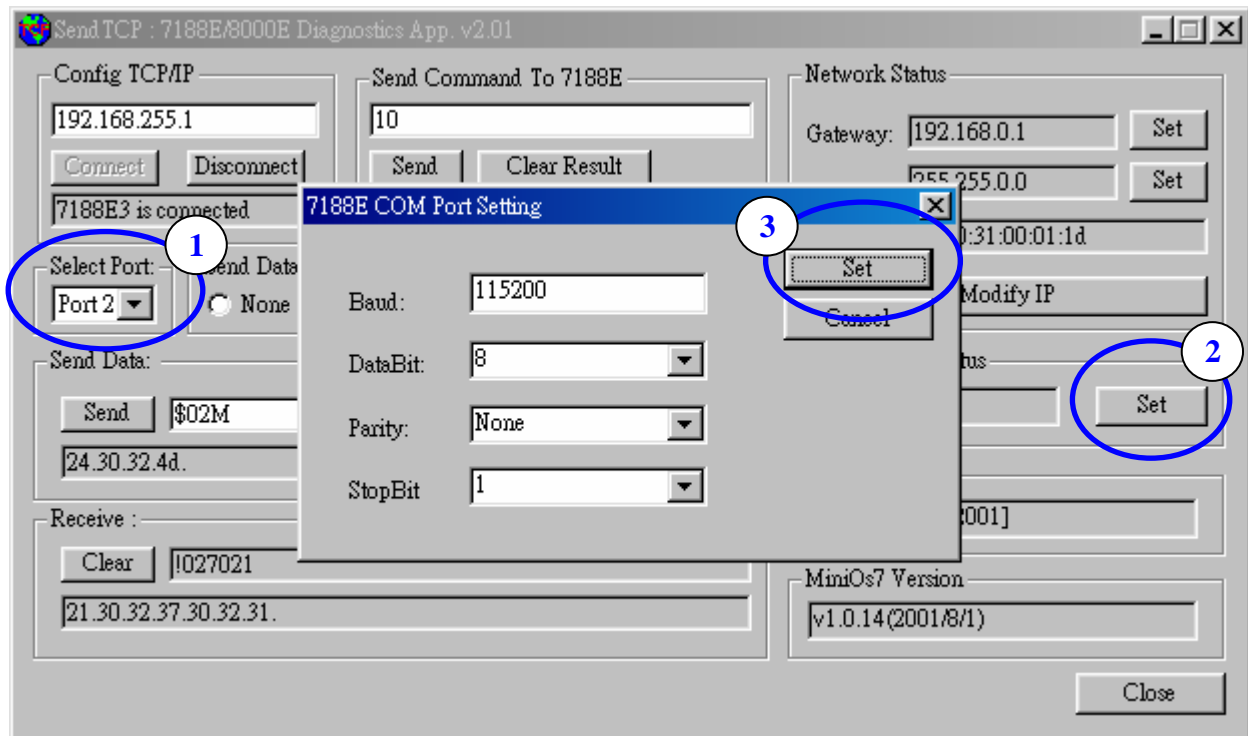 SendTCP : 7188E/8000E Diagnostics App. v2.01
Config TCP/IP
192.168.255.1
Connect
Disconnect
7188E3 is connected
Send Command To 7188E
10
Send
Clear Result
Network Status
Gateway:
192.168.0.1
Set
255.255.0.0
Set
0:31:00:01:1d
Modify IP
1
Select Port:
Port 2
Send Data
None
7188E COM Port Setting
Baud:
115200
DataBit:
8
Parity:
None
StopBit
1
3
Set
Cancel
tus
2
Set
Send Data:
Send
$02M
24.30.32.4d.
2001]
Receive :
Clear
!027021
21.30.32.37.30.32.31.
MiniOs7 Version
v1.0.14(2001/8/1)
Close